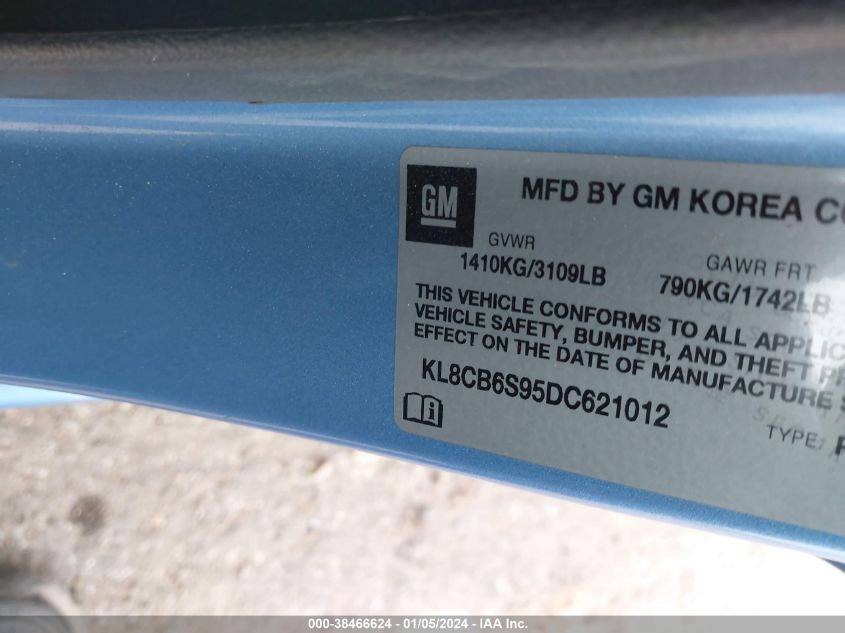 GM
MFD BY GM KOREA
GVWR
1410KG/3109LB
GAWR FRT
790KG/1742LB
THIS VEHICLE CONFORMS TO ALL
VEHICLE SAFETY, BUMPER, AND THEFT
EFFECT ON THE DATE OF MANUFACTURE
KL8CB6S95DC621012
TYPE:
000-38466624 - 01/05/2024 - IAA Inc.